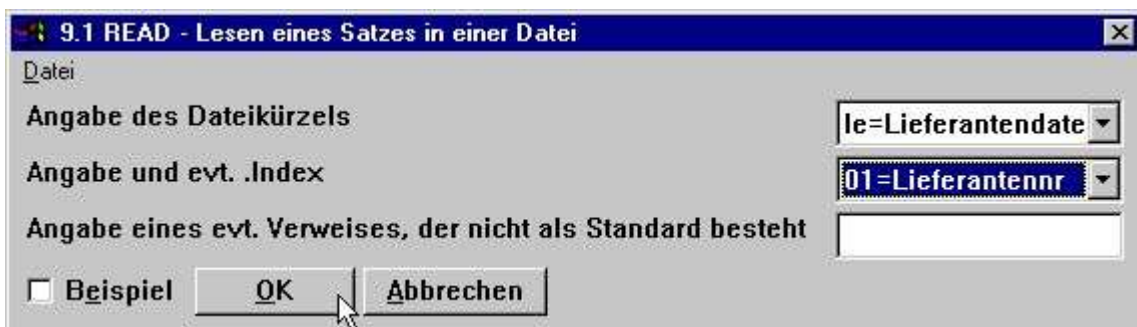 9.1 READ - Lesen eines Satzes in einer Datei
Datei
Angabe des Dateikürzels le=Lieferantendate
Angabe und evt. .Index 01=Lieferantennr
Angabe eines evt. Verweises, der nicht als Standard besteht
Beispiel OK Abbrechen